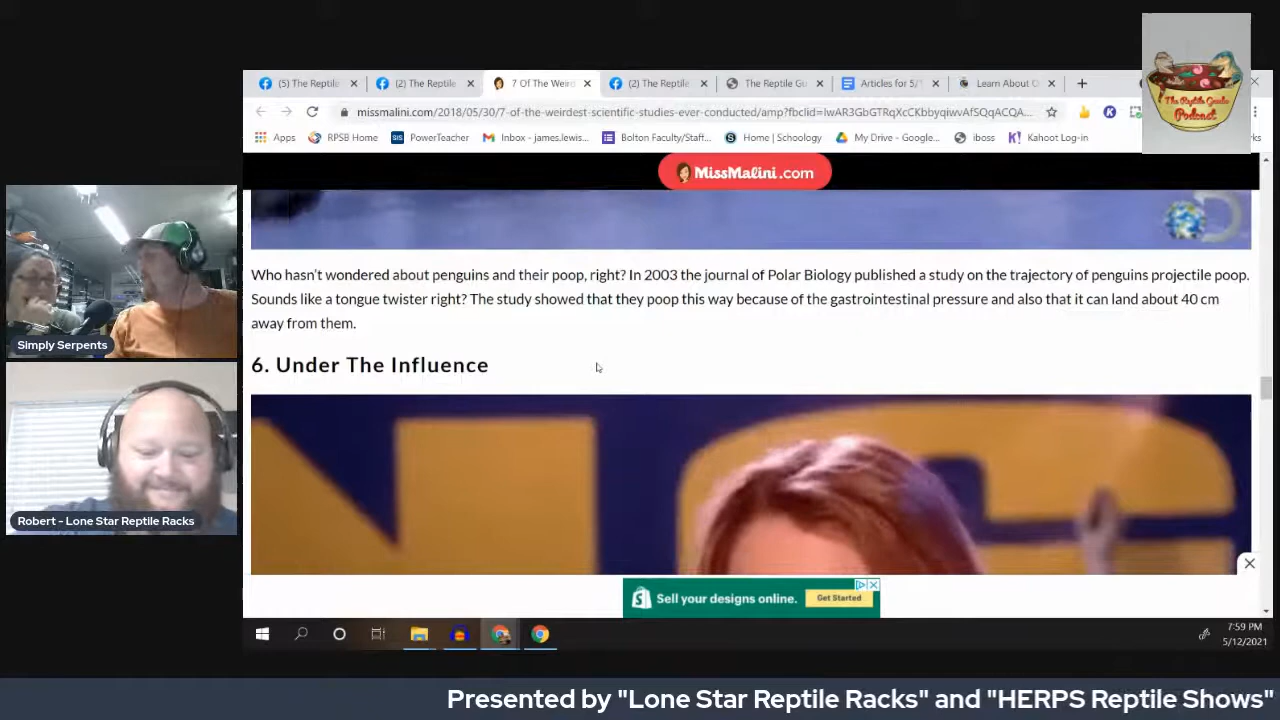 The Reptile Gumbo
Podcast
(5) The Reptile
(2) The Reptile
7 Of The Weird
(2) The Reptile
The Reptile Gu
Articles for 5/1
Learn About O
missmalini.com/2018/05/30/7-of-the-weirdest-scientific-studies-ever-conducted/amp?fbclid=IwAR3GbGTRqXcCKbbyqiwvAfSQqACQA...
Apps
RPSB Home
SIS
PowerTeacher
Inbox - james.lewis...
Bolton Faculty/Staff...
Home | Schoology
My Drive - Google...
iboss
Kahoot Log-in
MissMalini.com
Who hasn't wondered about penguins and their poop, right? In 2003 the journal of Polar Biology published a study on the trajectory of penguins projectile poop.
Sounds like a tongue twister right? The study showed that they poop this way because of the gastrointestinal pressure and also that it can land about 40 cm
away from them.
6. Under The Influence
Simply Serpents
Robert - Lone Star Reptile Racks
Sell your designs online.
Get Started
7:59 PM
5/12/2021
Presented by "Lone Star Reptile Racks" and "HERPS Reptile Shows"